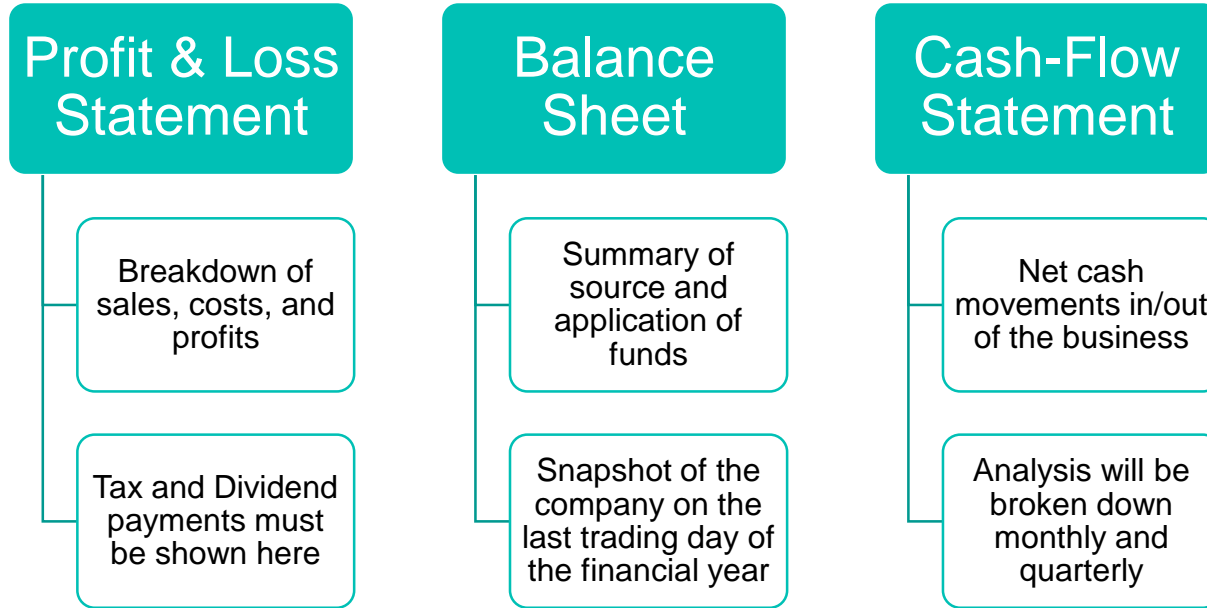 Profit & Loss
Statement
Breakdown of
sales, costs, and
profits
Tax and Dividend
payments must
be shown here
Balance
Sheet
Summary of
source and
application of
funds
Snapshot of the
company on the
last trading day of
the financial year
Cash-Flow
Statement
Net cash
movements in/out
of the business
Analysis will be
broken down
monthly and
quarterly